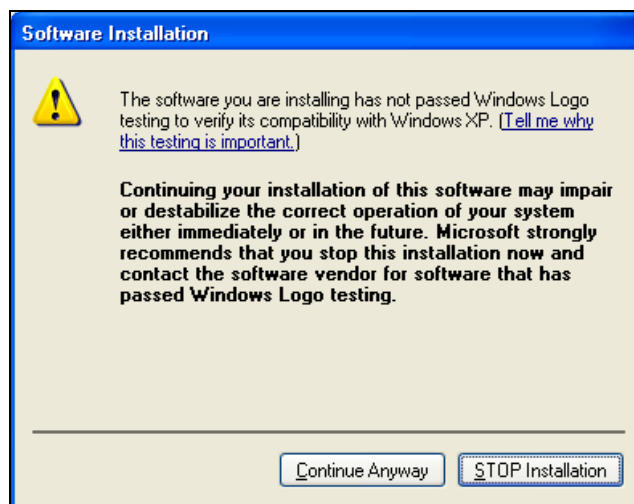 Software Installation
The software you are installing has not passed Windows Logo
testing to verify its compatibility with Windows XP. (Tell me why
this testing is important.)
Continuing your installation of this software may impair
or destabilize the correct operation of your system
either immediately or in the future. Microsoft strongly
recommends that you stop this installation now and
contact the software vendor for software that has
passed Windows Logo testing.
Continue Anyway STOP Installation